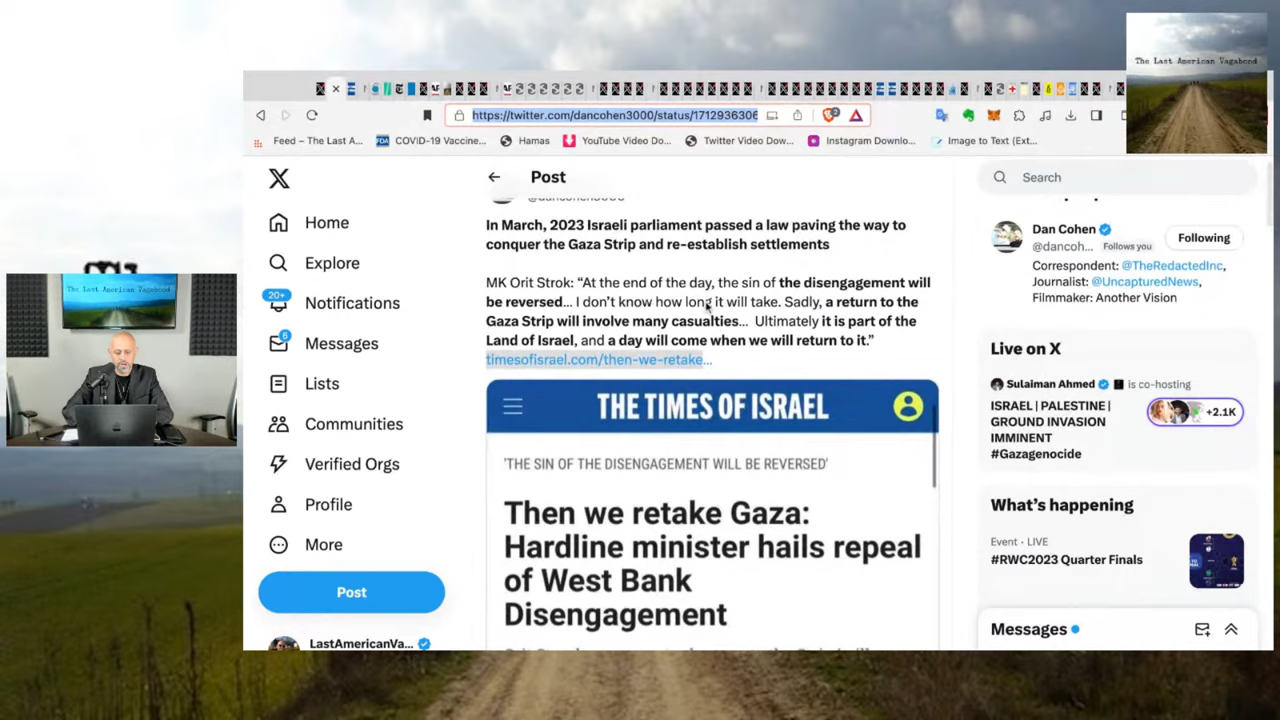 The Last American Vagabond
https://twitter.com/dancohen3000/status/1712936306
Feed – The Last A...
COVID-19 Vaccine...
Hamas
YouTube Video Do...
Twitter Video Dow...
Instagram Downlo...
Image to Text (Ext...
Post
Search
Home
Explore
20+
Notifications
6
Messages
Lists
Communities
Verified Orgs
Profile
More
Post
LastAmericanVa...
@dancohen3000
In March, 2023 Israeli parliament passed a law paving the way to
conquer the Gaza Strip and re-establish settlements
MK Orit Strok: “At the end of the day, the sin of the disengagement will
be reversed... I don’t know how long it will take. Sadly, a return to the
Gaza Strip will involve many casualties... Ultimately it is part of the
Land of Israel, and a day will come when we will return to it.”
timesofisrael.com/then-we-retake...
THE TIMES OF ISRAEL
'THE SIN OF THE DISENGAGEMENT WILL BE REVERSED'
Then we retake Gaza:
Hardline minister hails repeal
of West Bank
Disengagement
Dan Cohen
@dancoh... Follows you
Following
Correspondent: @TheRedactedInc,
Journalist: @UncapturedNews,
Filmmaker: Another Vision
Live on X
Sulaiman Ahmed is co-hosting
ISRAEL | PALESTINE |
GROUND INVASION
IMMINENT
#Gazagenocide
+2.1K
What’s happening
Event · LIVE
#RWC2023 Quarter Finals
Messages
The Last American Vagabond